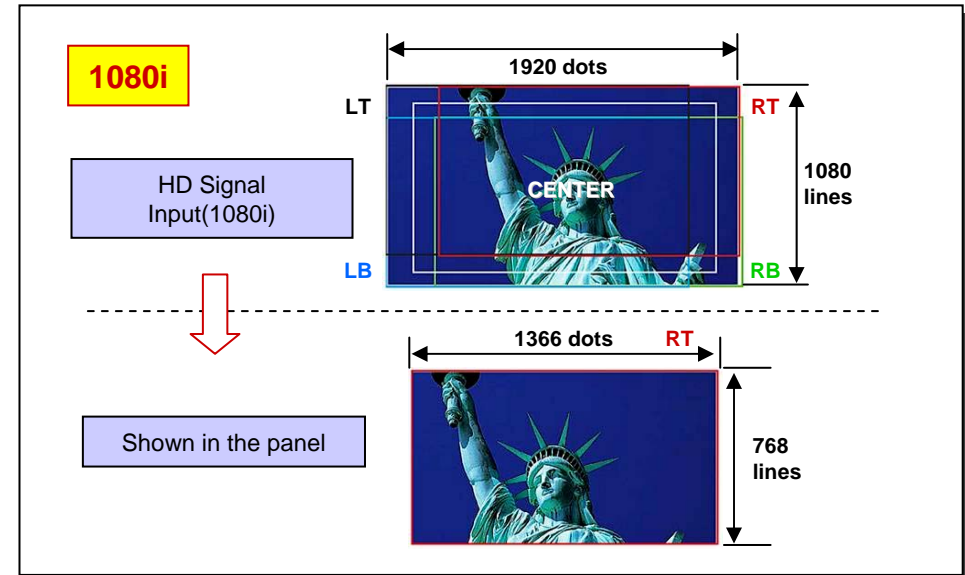 1080i
1920 dots
LT
RT
HD Signal
Input(1080i)
CENTER
1080
lines
LB
RB
1366 dots
RT
Shown in the panel
768
lines